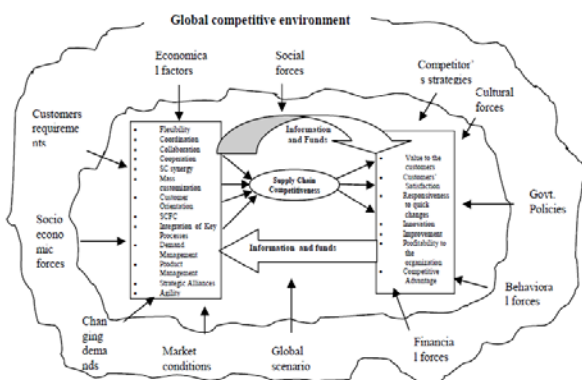 Global competitive environment
Economica
l factors
Social
forces
Competitor'
s strategies
Cultural
forces
Customers
requireme
nts
Flexibility
Coordination
Collaboration
Cooperation
SC synergy
Mass
customization
Customer
Orientation
SCFC
Integration of Key
Processes
Demand
Management
Product
Management
Strategic Alliances
Agility
Information
and Funds
Supply Chain
Competitiveness
Information and funds
Value to the
customers
Customers'
Satisfaction
Responsiveness
to quick
changes
Innovation
Improvement
Profitability to
the
organization
Competitive
Advantage
Socio
econo
mic forces
Govt.
Policies
Behaviora
l forces
Chan
ging dema
nds
Market
conditions
Global
scenario
Financia
l forces